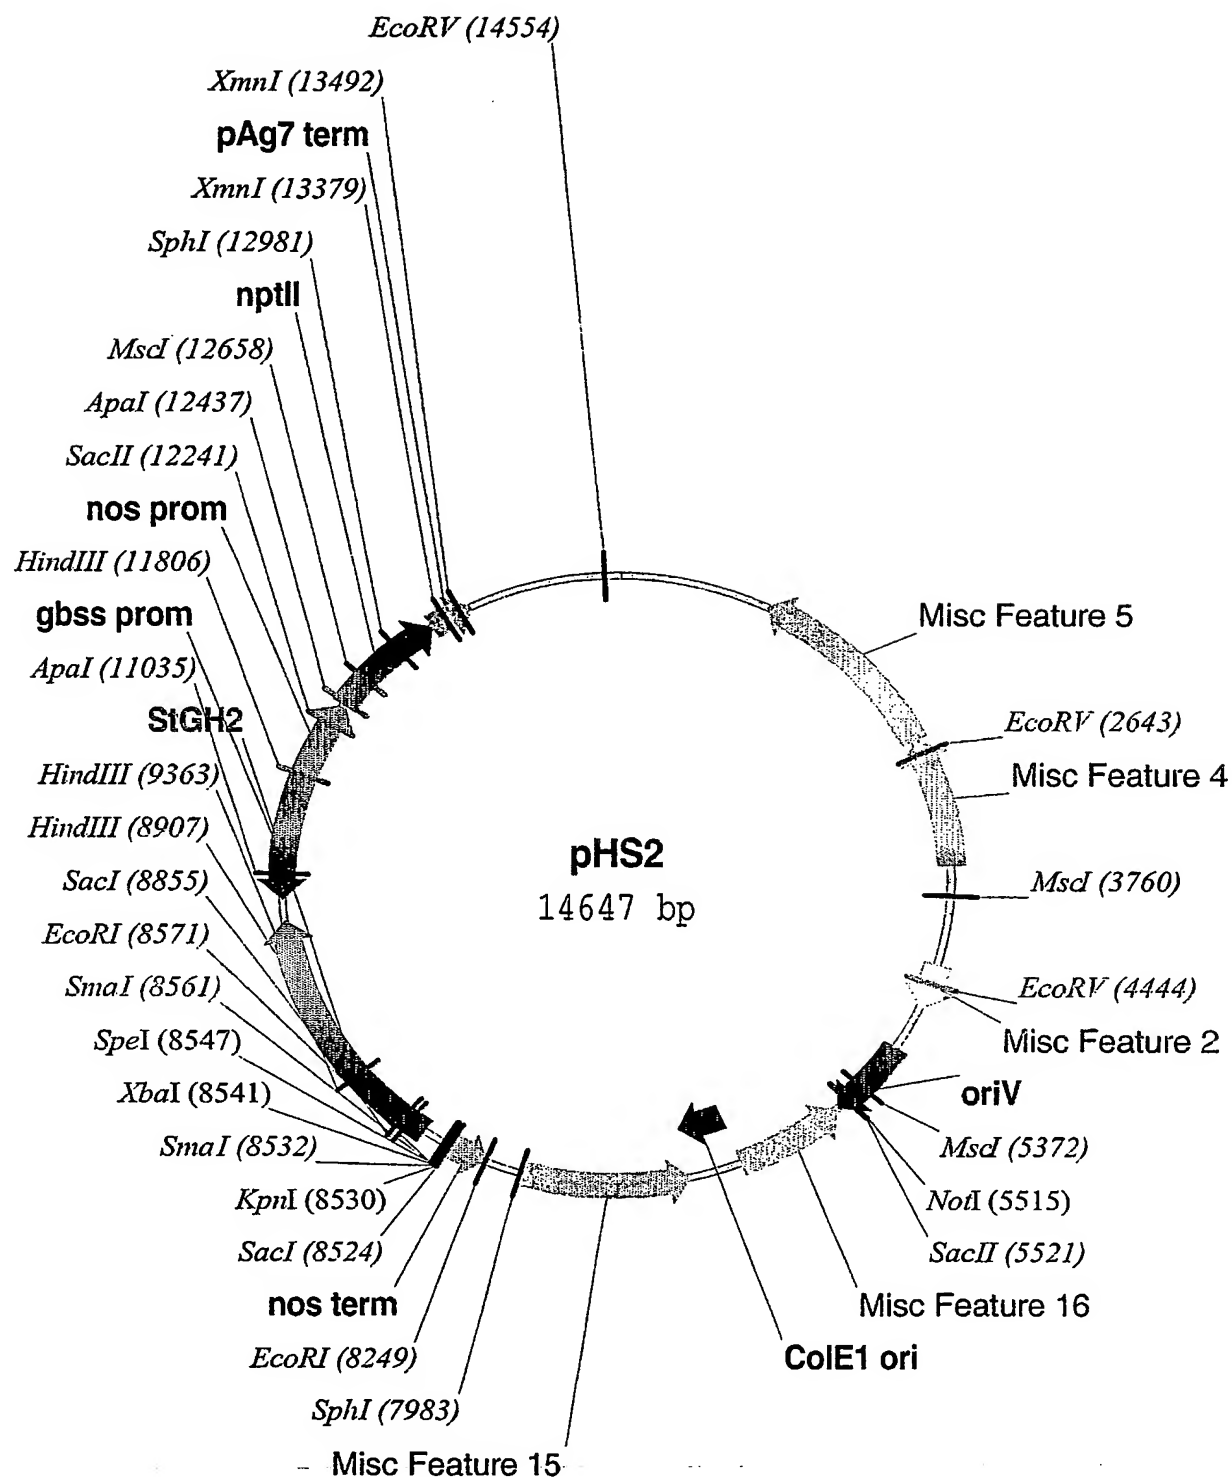 EcoRV (14554)
XmnI (13492)
pAg7 term
XmnI (13379)
SphI (12981)
nptII
MscI (12658)
ApaI (12437)
SacII (12241)
nos prom
HindIII (11806)
gbss prom
ApaI (11035)
StGH2
HindIII (9363)
HindIII (8907)
SacI (8855)
EcoRI (8571)
SmaI (8561)
SpeI (8547)
XbaI (8541)
SmaI (8532)
KpnI (8530)
SacI (8524)
nos term
EcoRI (8249)
SphI (7983)
Misc Feature 15
pHS2
14647 bp
Misc Feature 5
EcoRV (2643)
Misc Feature 4
MscI (3760)
EcoRV (4444)
Misc Feature 2
oriV
MscI (5372)
NotI (5515)
SacII (5521)
Misc Feature 16
ColE1 ori